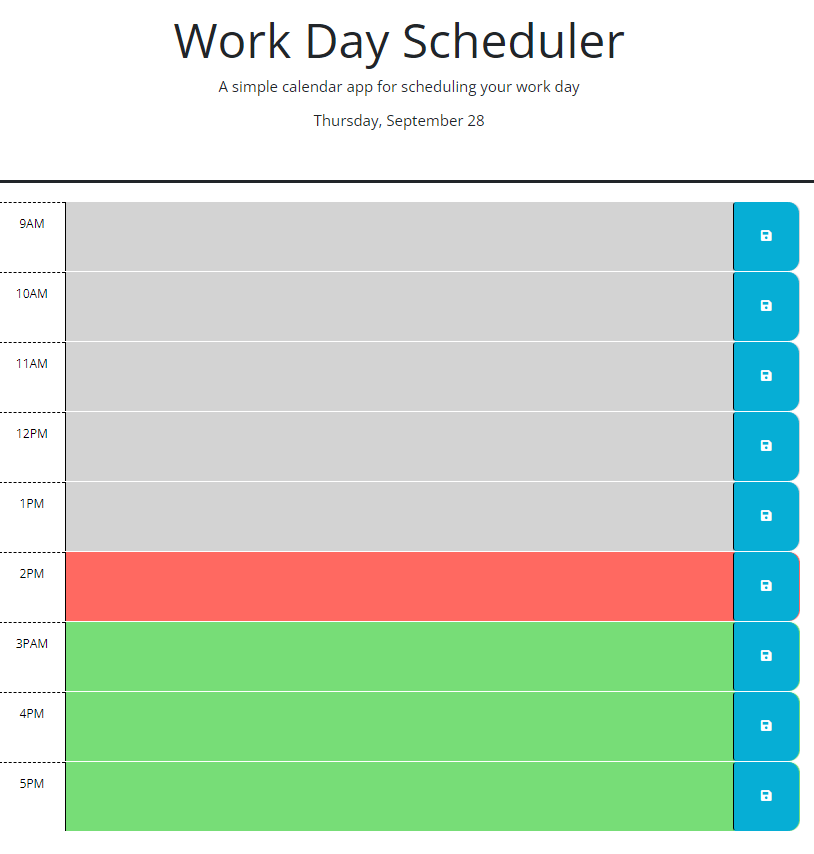 Work Day Scheduler
A simple calendar app for scheduling your work day
Thursday, September 28
9AM
10AM
11AM
12PM
1PM
2PM
3PAM
4PM
5PM